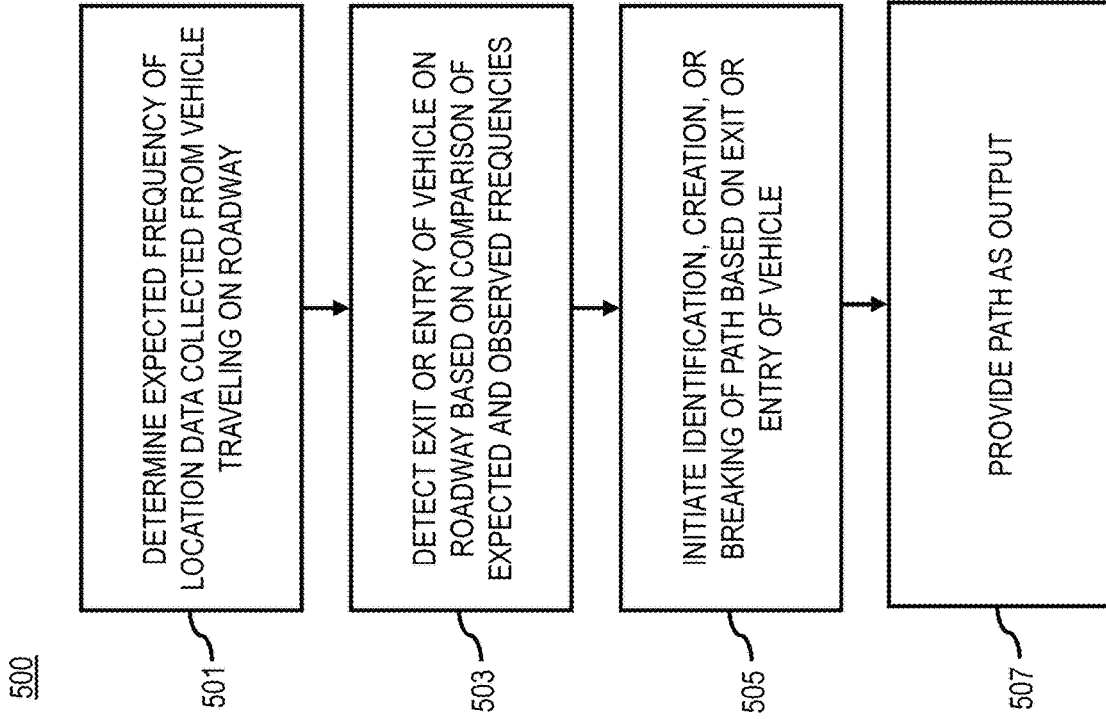 500
DETERMINE EXPECTED FREQUENCY OF
LOCATION DATA COLLECTED FROM VEHICLE
TRAVELING ON ROADWAY
501
DETECT EXIT OR ENTRY OF VEHICLE ON
ROADWAY BASED ON COMPARISON OF
EXPECTED AND OBSERVED FREQUENCIES
503
INITIATE IDENTIFICATION, CREATION, OR
BREAKING OF PATH BASED ON EXIT OR
ENTRY OF VEHICLE
505
PROVIDE PATH AS OUTPUT
507